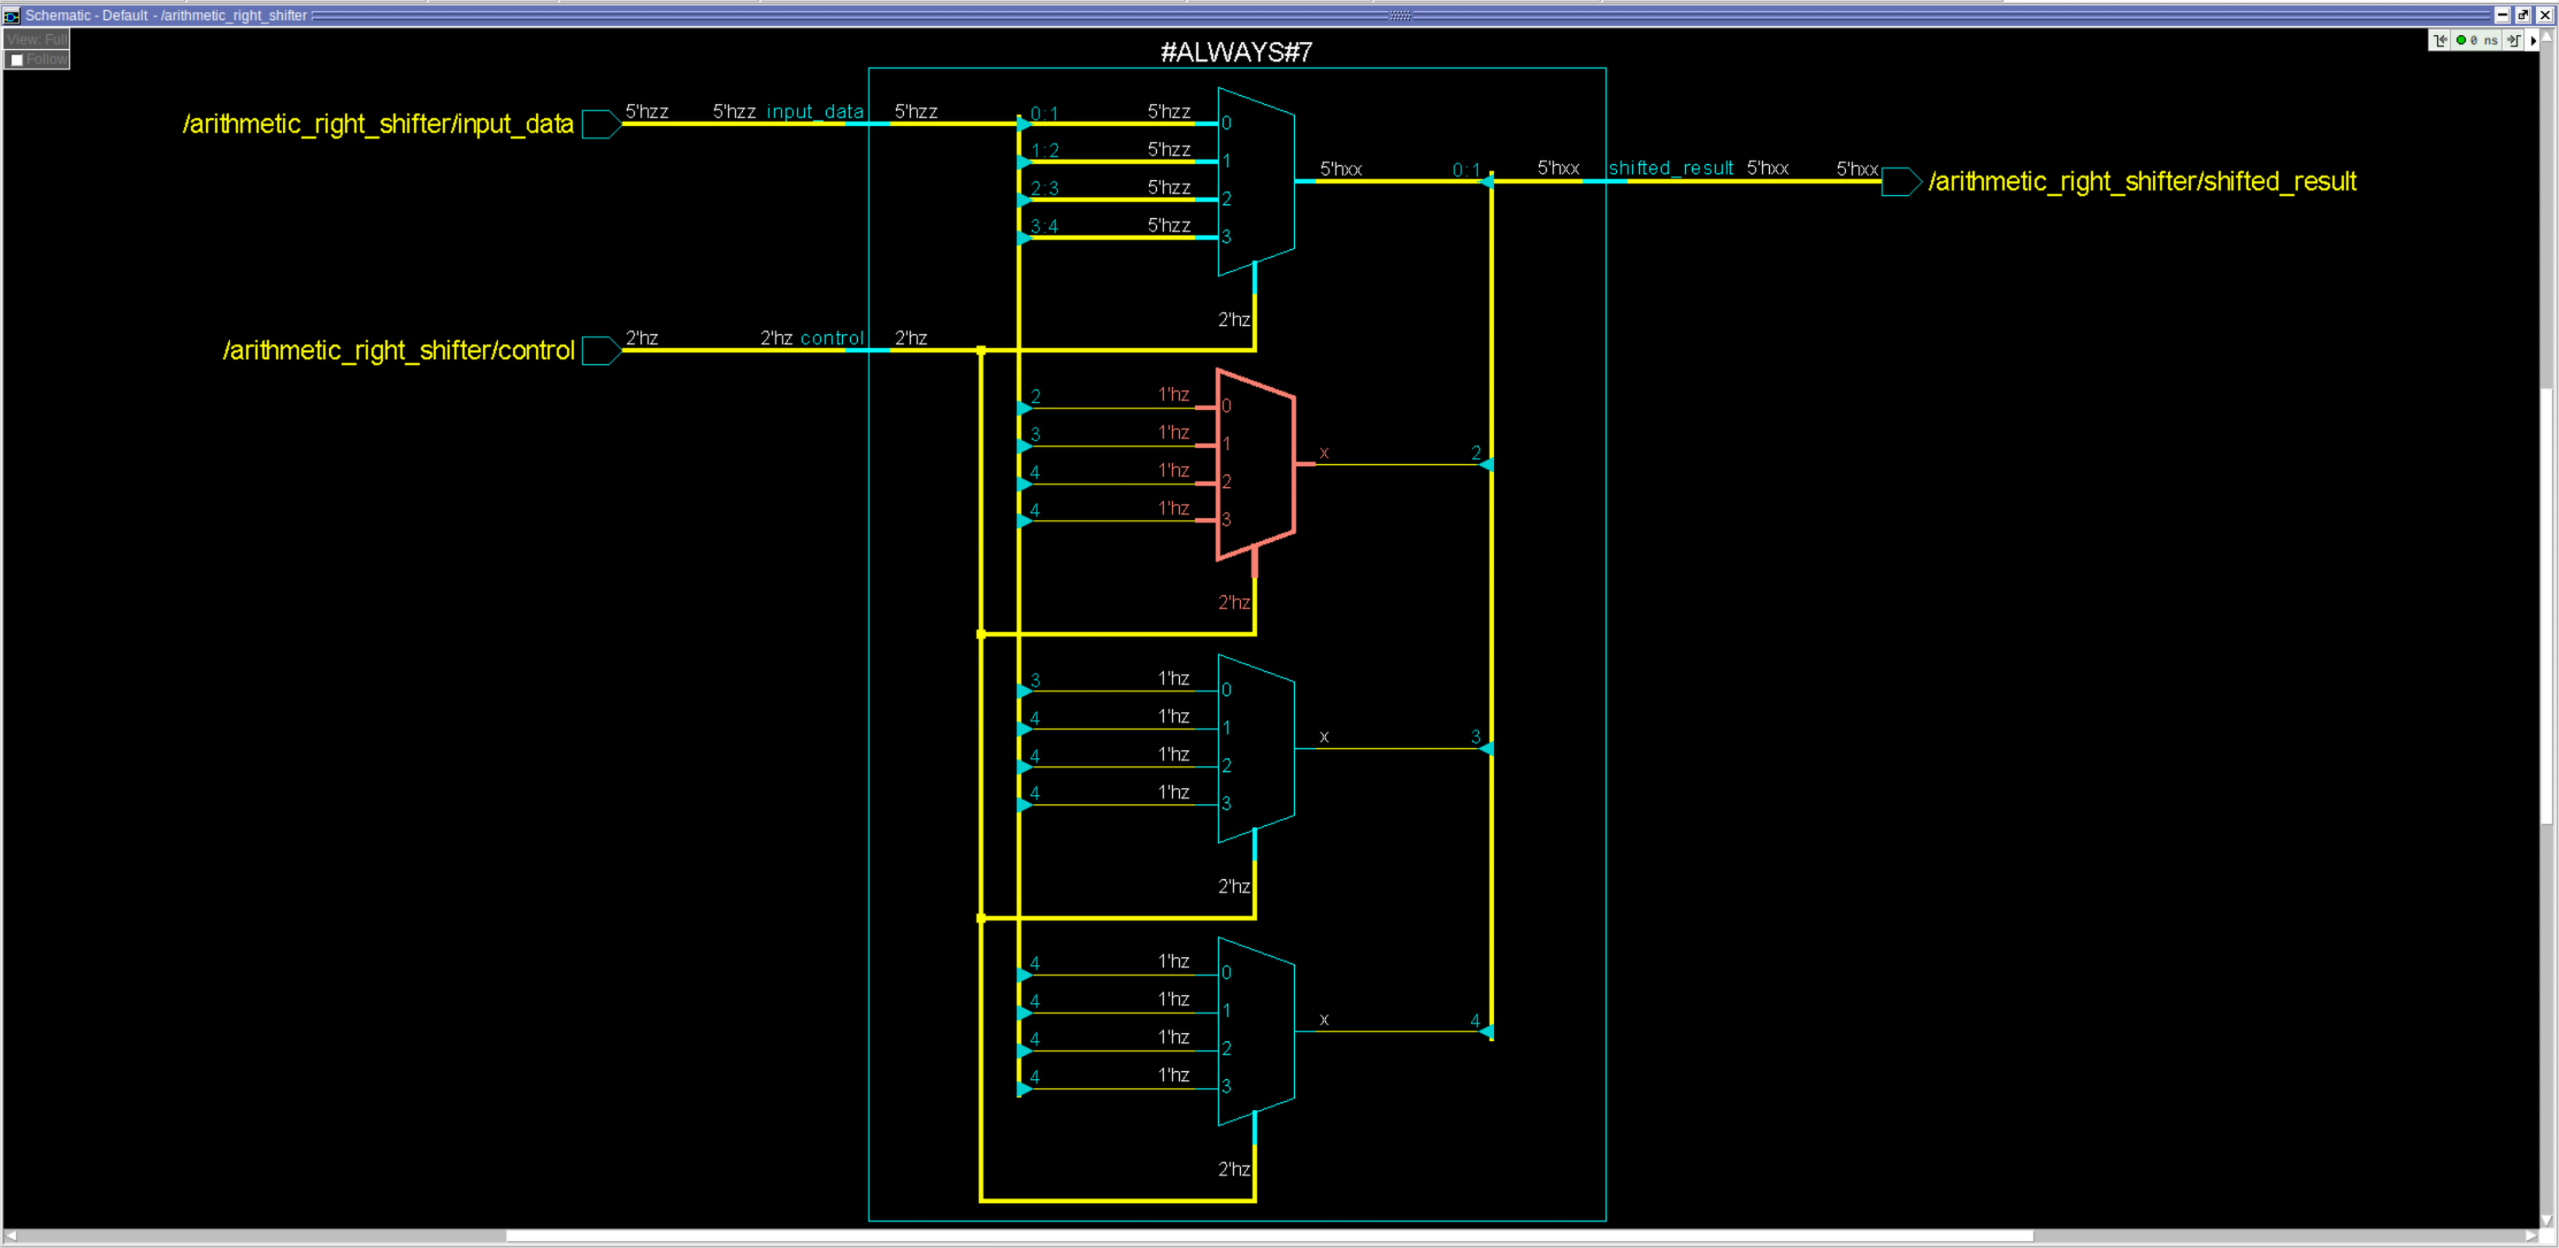 Schematic - Default - /arithmetic_right_shifter
View: Full
Follow
0 ns
#ALWAYS#7
/arithmetic_right_shifter/input_data 5'hzz 5'hzz input_data 5'hzz 0:1 5'hzz 0
1:2 5'hzz 1
5'hxx 0:1 5'hxx shifted_result 5'hxx 5'hxx /arithmetic_right_shifter/shifted_result
2:3 5'hzz 2
3:4 5'hzz 3
2'hz
/arithmetic_right_shifter/control 2'hz 2'hz control 2'hz
2 1'hz 0
3 1'hz 1
x 2
4 1'hz 2
4 1'hz 3
2'hz
3 1'hz 0
4 1'hz 1
x 3
4 1'hz 2
4 1'hz 3
2'hz
4 1'hz 0
4 1'hz 1
x 4
4 1'hz 2
4 1'hz 3
2'hz